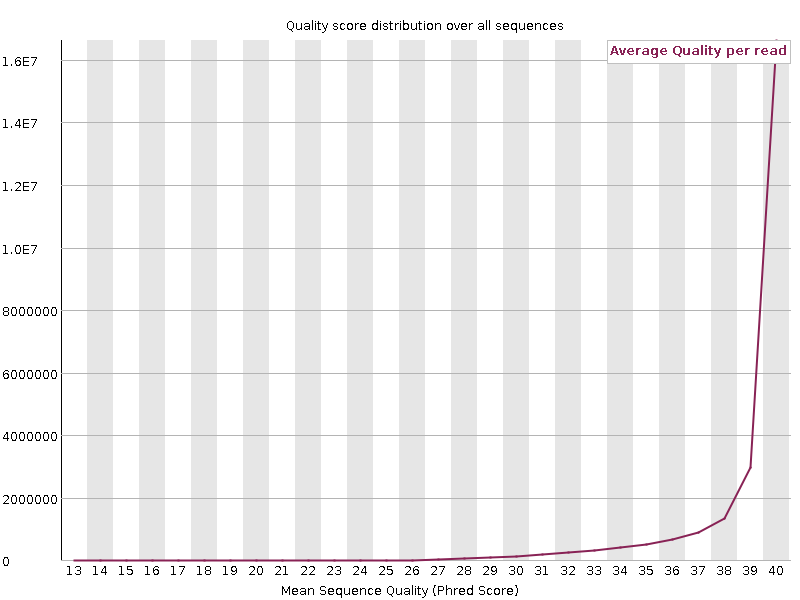 Quality score distribution over all sequences
Average Quality per read
1.6E7
1.4E7
1.2E7
1.0E7
8000000
6000000
4000000
2000000
0
13 14 15 16 17 18 19 20 21 22 23 24 25 26 27 28 29 30 31 32 33 34 35 36 37 38 39 40
Mean Sequence Quality (Phred Score)